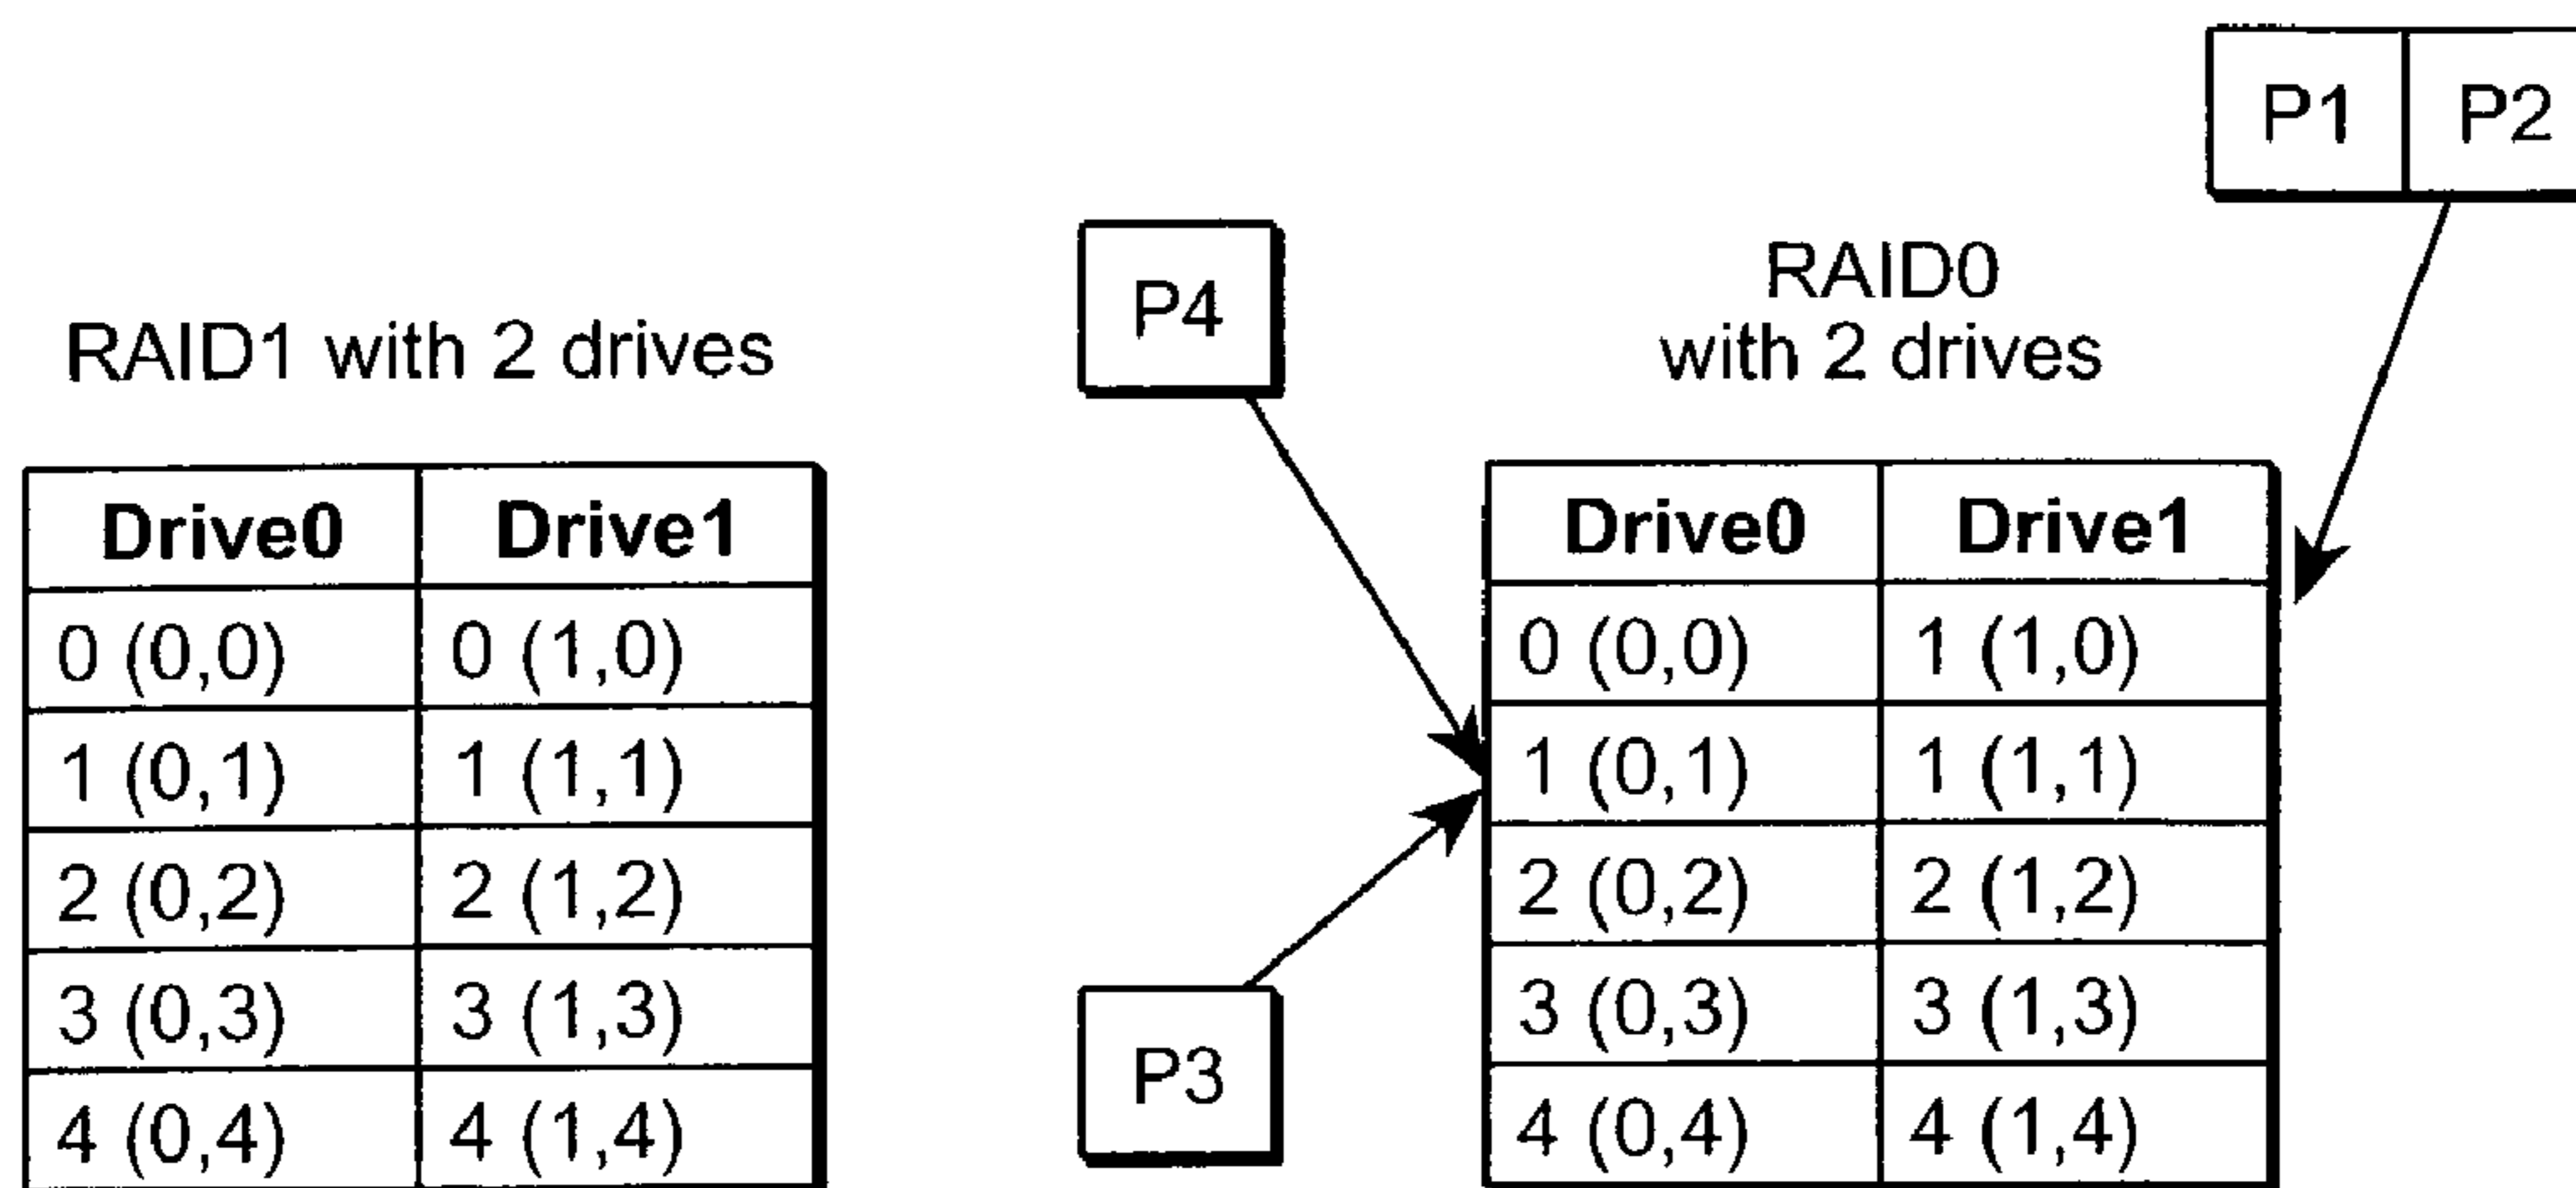 P1 P2
P4
RAID0
with 2 drives
RAID1 with 2 drives
Drive0 Drive1
0 (0,0) 0 (1,0)
1 (0,1) 1 (1,1)
2 (0,2) 2 (1,2)
3 (0,3) 3 (1,3)
4 (0,4) 4 (1,4)
Drive0 Drive1
0 (0,0) 1 (1,0)
1 (0,1) 1 (1,1)
2 (0,2) 2 (1,2)
3 (0,3) 3 (1,3)
4 (0,4) 4 (1,4)
P3